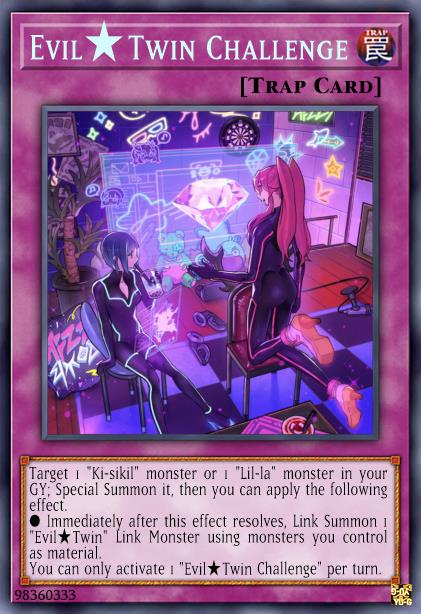 Evil★Twin Challenge
TRAP
罠
[Trap Card]
Target 1 "Ki-sikil" monster or 1 "Lil-la" monster in your
GY; Special Summon it, then you can apply the following
effect.
● Immediately after this effect resolves, Link Summon 1
"Evil★Twin" Link Monster using monsters you control
as material.
You can only activate 1 "Evil★Twin Challenge" per turn.
98360333